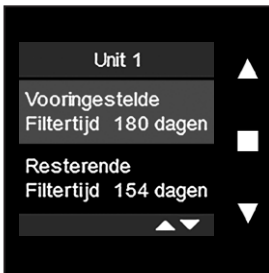 Unit 1
Vooringestelde
Filtertijd 180 dagen
Resterende
Filtertijd 154 dagen